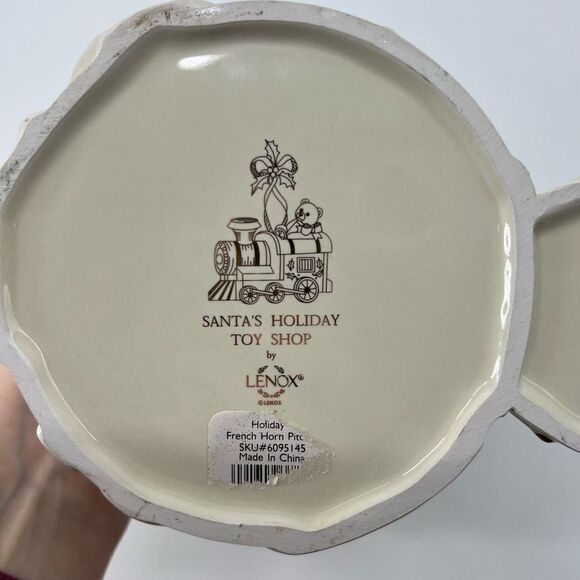 SANTA'S HOLIDAY
TOY SHOP
by
LENOX®
©LENOX
Holiday
French Horn Pitc
SKU#6095145
Made In China